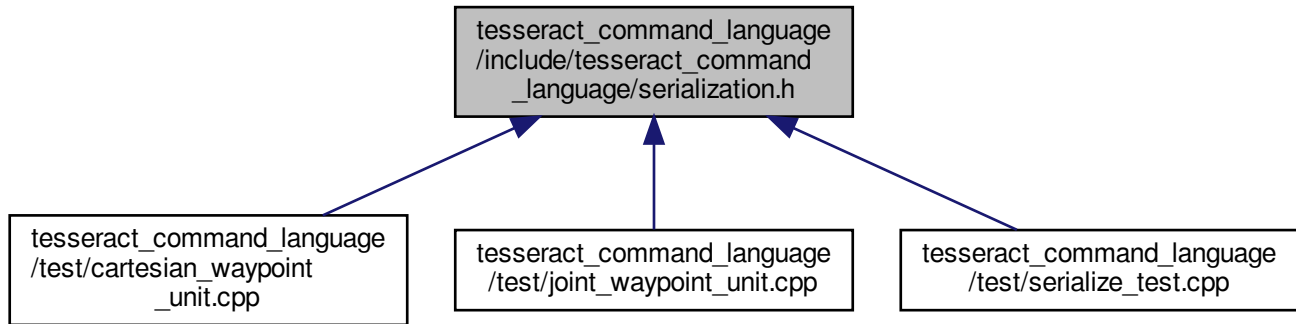 tesseract_command_language
/include/tesseract_command
_language/serialization.h
tesseract_command_language
/test/cartesian_waypoint
_unit.cpp
tesseract_command_language
/test/joint_waypoint_unit.cpp
tesseract_command_language
/test/serialize_test.cpp